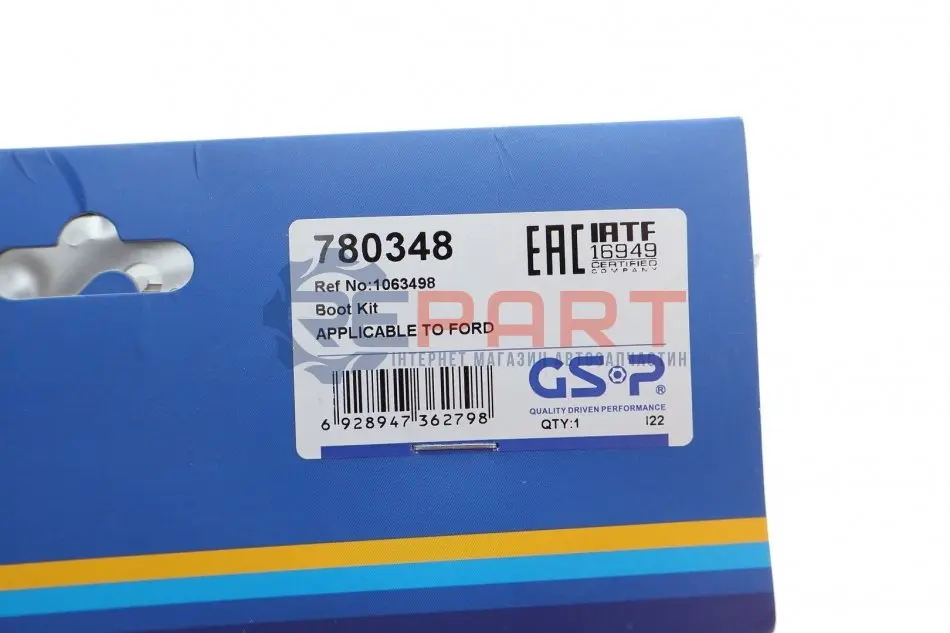 780348
EAC
IATF
16949
CERTIFIED
COMPANY
Ref No:1063498
Boot Kit
APPLICABLE TO FORD
REPART
ІНТЕРНЕТ МАГАЗИН АВТОЗАПЧАСТИН
GSP®
QUALITY DRIVEN PERFORMANCE
6 928947 362798
QTY:1 I22